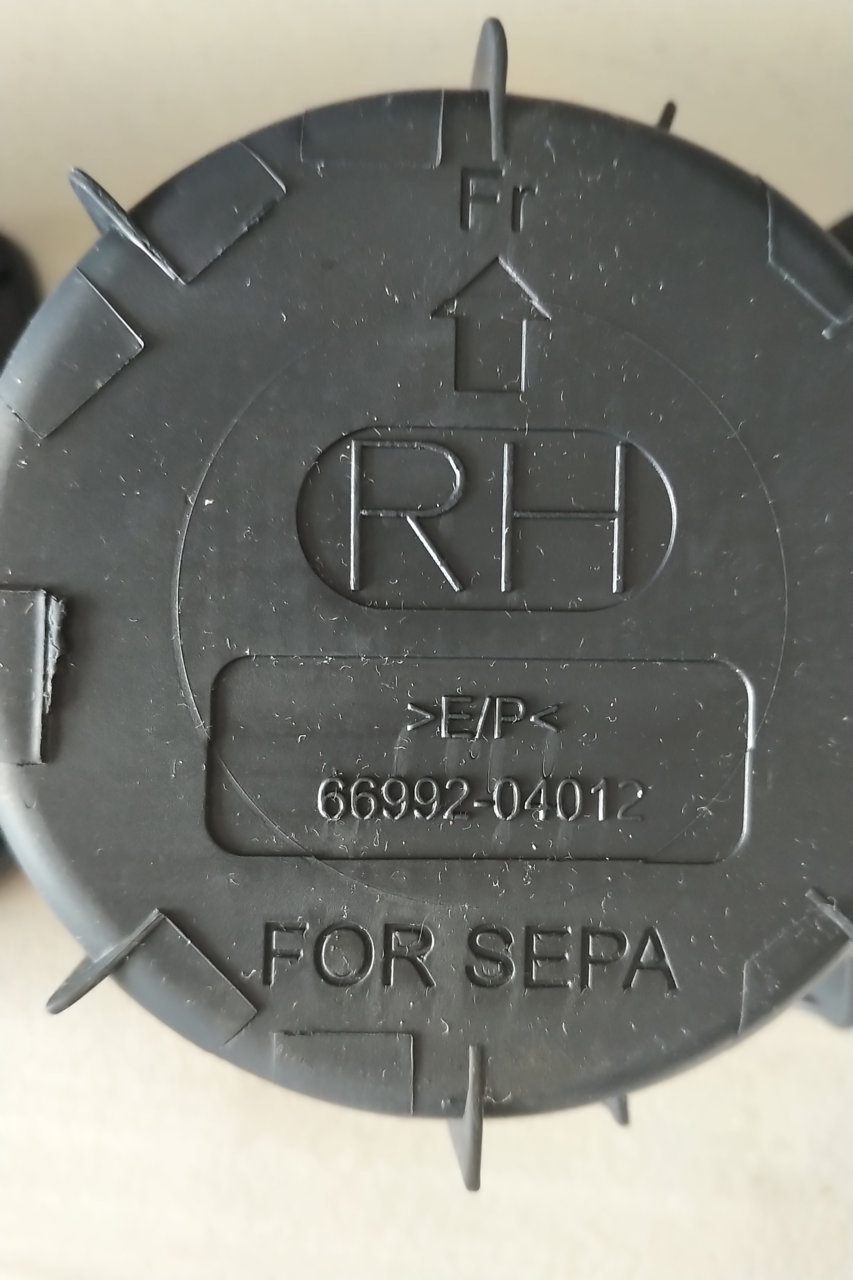 Fr
RH
>E/P<
66992-04012
FOR SEPA